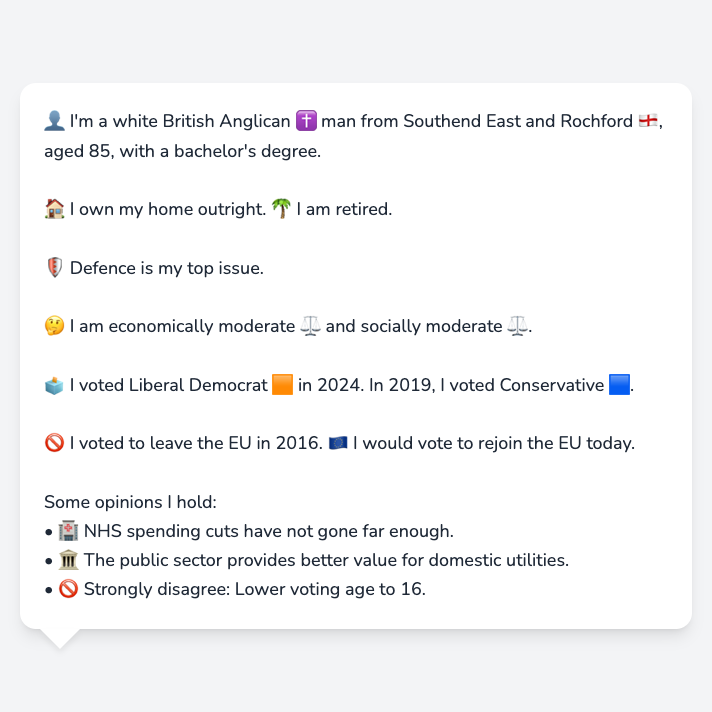 👤 I'm a white British Anglican ✝️ man from Southend East and Rochford 🏴󠁧󠁢󠁥󠁮󠁧󠁿,
aged 85, with a bachelor's degree.
🏠 I own my home outright. 🌴 I am retired.
🛡️ Defence is my top issue.
🤔 I am economically moderate ⚖️ and socially moderate ⚖️.
🗳️ I voted Liberal Democrat 🟧 in 2024. In 2019, I voted Conservative 🟦.
🚫 I voted to leave the EU in 2016. 🇪🇺 I would vote to rejoin the EU today.
Some opinions I hold:
• 🏥 NHS spending cuts have not gone far enough.
• 🏛️ The public sector provides better value for domestic utilities.
• 🚫 Strongly disagree: Lower voting age to 16.